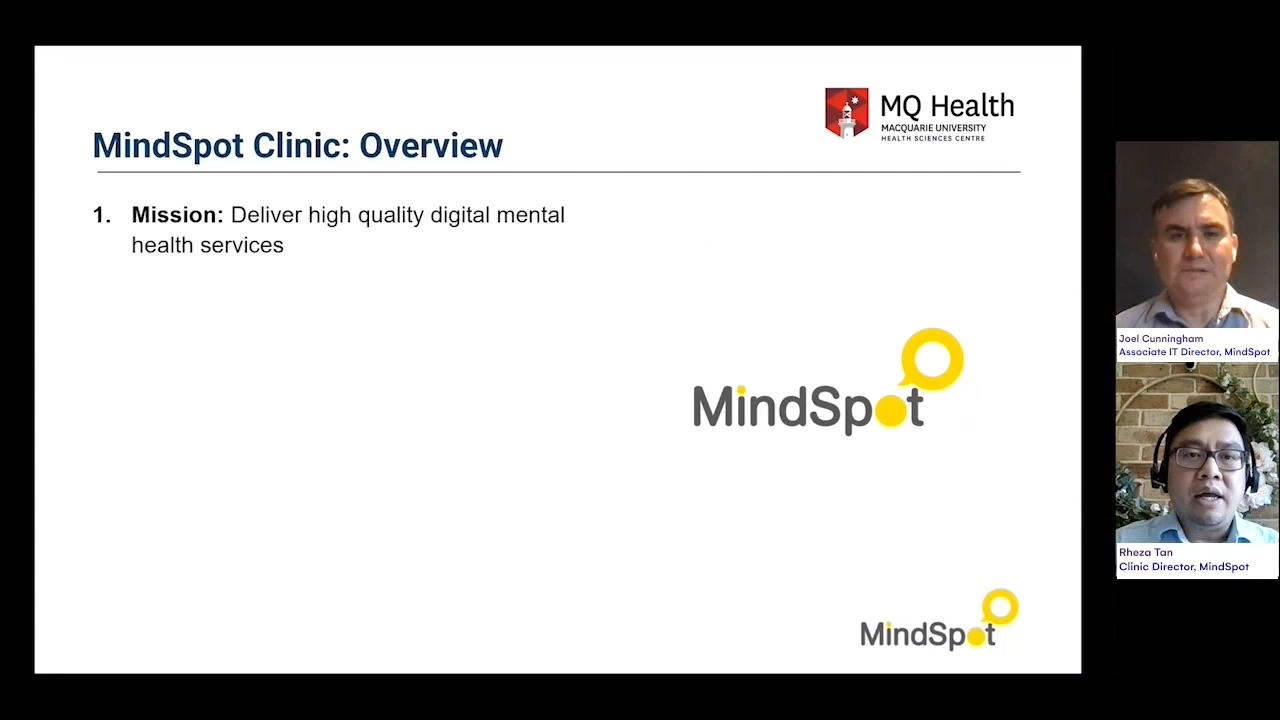 MindSpot Clinic: Overview
MQ Health
MACQUARIE UNIVERSITY
HEALTH SCIENCES CENTRE
1. Mission: Deliver high quality digital mental
health services
MindSpot
MindSpot
Joel Cunningham
Associate IT Director, MindSpot
Rheza Tan
Clinic Director, MindSpot